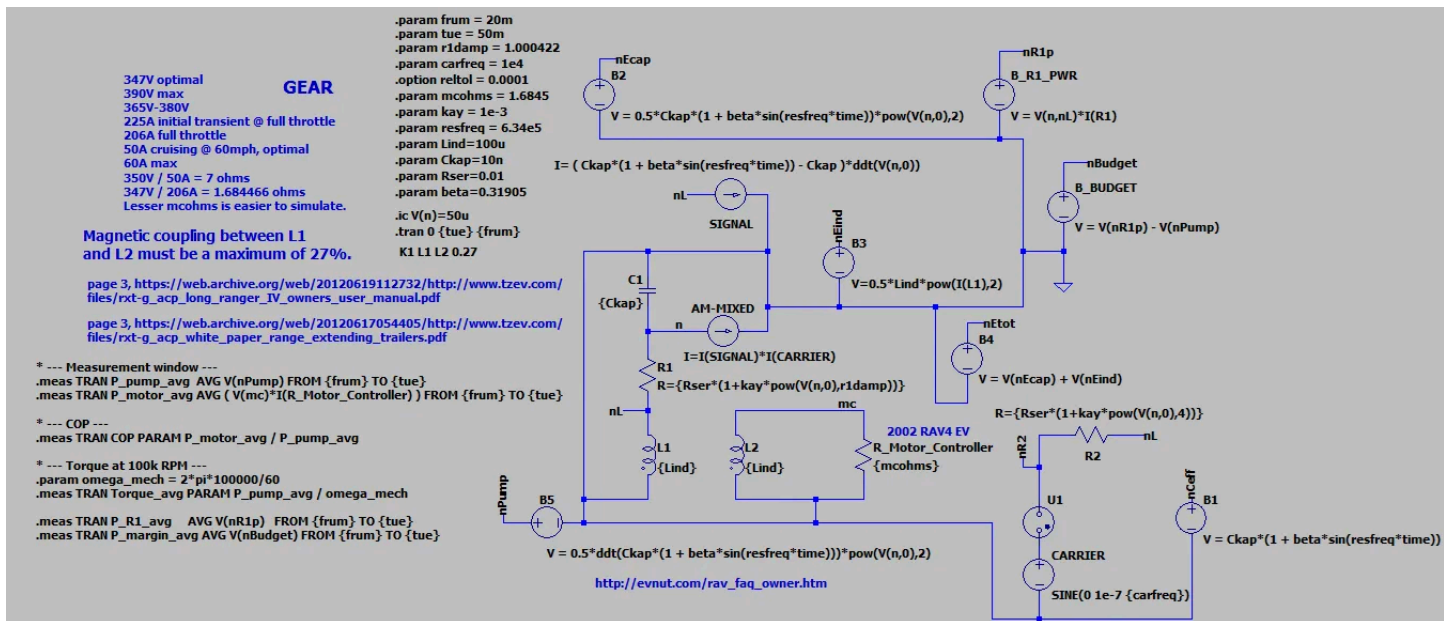 .param frum = 20m
.param tue = 50m
.param r1damp = 1.000422
.param carfreq = 1e4
.option reltol = 0.0001
.param mcohms = 1.6845
.param kay = 1e-3
.param resfreq = 6.34e5
.param Lind=100u
.param Ckap=10n
.param Rser=0.01
.param beta=0.31905
.ic V(n)=50u
.tran 0 {tue} {frum}
K1 L1 L2 0.27
GEAR
347V optimal
390V max
365V-380V
225A initial transient @ full throttle
206A full throttle
50A cruising @ 60mph, optimal
60A max
350V / 50A = 7 ohms
347V / 206A = 1.684466 ohms
Lesser mcohms is easier to simulate.
Magnetic coupling between L1
and L2 must be a maximum of 27%.
page 3, https://web.archive.org/web/20120619112732/http://www.tzev.com/
files/rxt-g_acp_long_ranger_IV_owners_user_manual.pdf
page 3, https://web.archive.org/web/20120617054405/http://www.tzev.com/
files/rxt-g_acp_white_paper_range_extending_trailers.pdf
* --- Measurement window ---
.meas TRAN P_pump_avg AVG V(nPump) FROM {frum} TO {tue}
.meas TRAN P_motor_avg AVG ( V(mc)*I(R_Motor_Controller) ) FROM {frum} TO {tue}
* --- COP ---
.meas TRAN COP PARAM P_motor_avg / P_pump_avg
* --- Torque at 100k RPM ---
.param omega_mech = 2*pi*100000/60
.meas TRAN Torque_avg PARAM P_pump_avg / omega_mech
.meas TRAN P_R1_avg AVG V(nR1p) FROM {frum} TO {tue}
.meas TRAN P_margin_avg AVG V(nBudget) FROM {frum} TO {tue}
nEcap
B2
V = 0.5*Ckap*(1 + beta*sin(resfreq*time))*pow(V(n,0),2)
nR1p
B_R1_PWR
V = V(n,nL)*I(R1)
I= ( Ckap*(1 + beta*sin(resfreq*time)) - Ckap )*ddt(V(n,0))
nL
SIGNAL
nBudget
B_BUDGET
V = V(nR1p) - V(nPump)
nEind
B3
V=0.5*Lind*pow(I(L1),2)
C1
{Ckap}
AM-MIXED
n
I=I(SIGNAL)*I(CARRIER)
nEtot
B4
V = V(nEcap) + V(nEind)
R1
R={Rser*(1+kay*pow(V(n,0),r1damp))}
nL
L1
{Lind}
L2
{Lind}
mc
2002 RAV4 EV
R_Motor_Controller
{mcohms}
R={Rser*(1+kay*pow(V(n,0),4))}
nR2
R2
nL
U1
CARRIER
SINE(0 1e-7 {carfreq})
nCeff
B1
V = Ckap*(1 + beta*sin(resfreq*time))
nPump
B5
V = 0.5*ddt(Ckap*(1 + beta*sin(resfreq*time)))*pow(V(n,0),2)
http://evnut.com/rav_faq_owner.htm